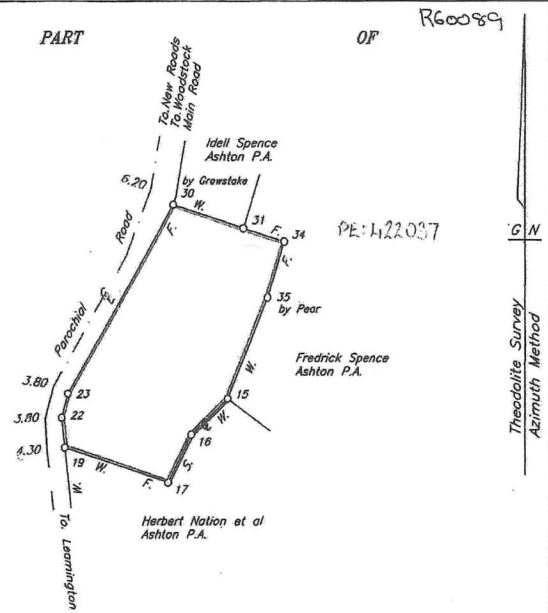 R60089
PART OF
To. New Roads
To. Woodstock
Main Road
Idell Spence
Ashton P.A.
by Growstake
6.20
30
W.
31
F.
34
PE: 422037
G N
F.
F.
35
by Pear
Parochial Road
Fredrick Spence
Ashton P.A.
Theodolite Survey
Azimuth Method
W.
3.80
23
15
3.80
22
W.
16
4.30
19
W.
F.
S.
17
W.
Herbert Nation et al
Ashton P.A.
To. Leamington